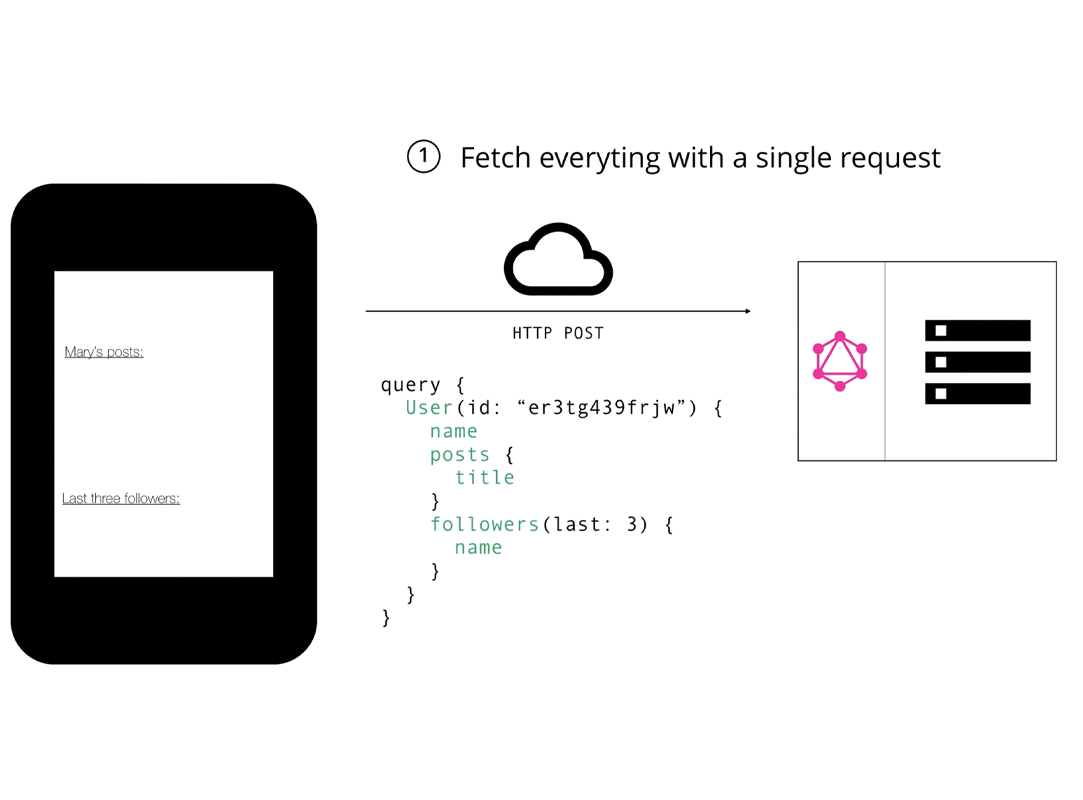 1 Fetch everyting with a single request
Mary's posts:
Last three followers:
HTTP POST
query {
  User(id: “er3tg439frjw”) {
    name
    posts {
      title
    }
    followers(last: 3) {
      name
    }
  }
}